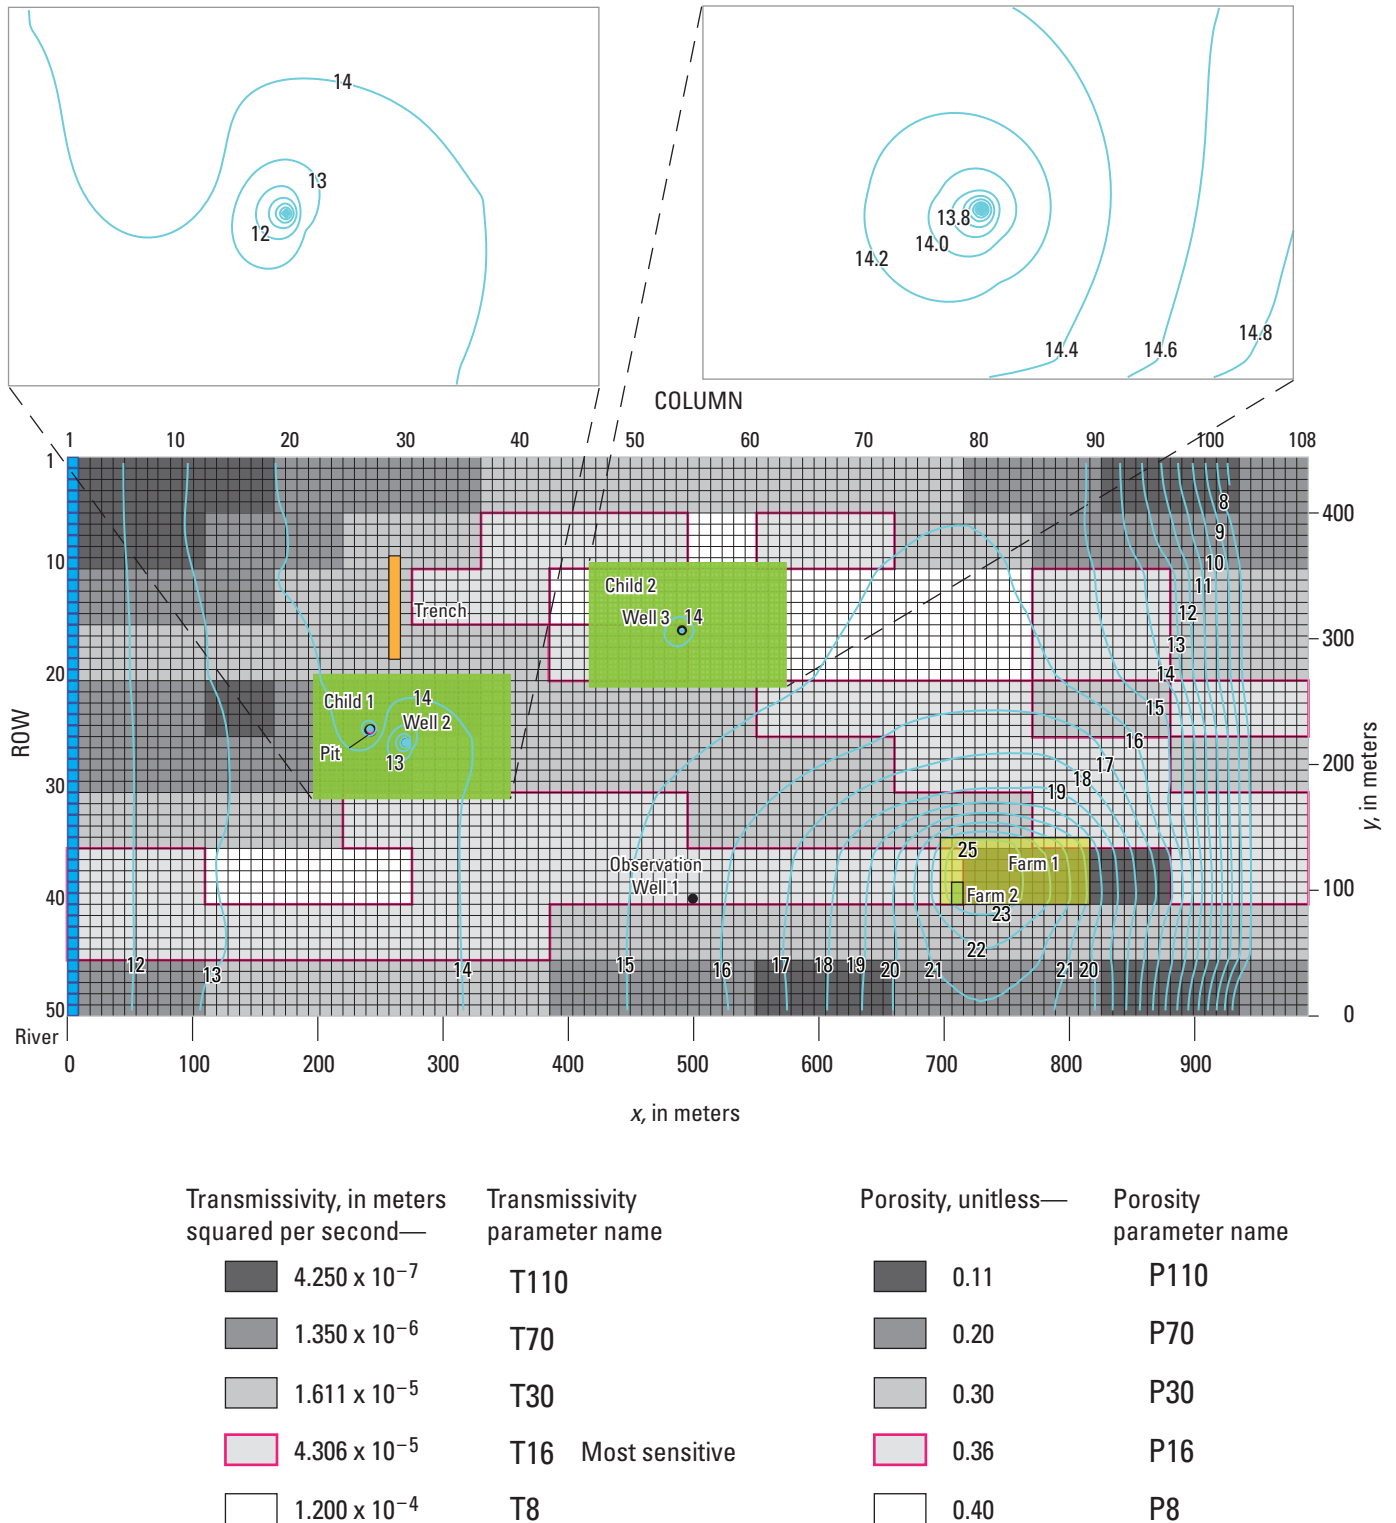 14
13
12
13.8
14.0
14.2
14.4
14.6
14.8
COLUMN
1 10 20 30 40 50 60 70 80 90 100 108
ROW
1
10
20
30
40
50
400
300
200
100
0
y, in meters
8
9
10
11
12
13
14
15
16
17
18
19
Child 2
Well 3 14
Trench
Child 1
14
Well 2
Pit
13
Observation
Well 1
25
Farm 1
Farm 2
23
22
12 13 14 15 16 17 18 19 20 21 21 20
River
0 100 200 300 400 500 600 700 800 900
x, in meters
Transmissivity, in meters
squared per second—
Transmissivity
parameter name
4.250 x 10−7 T110
1.350 x 10−6 T70
1.611 x 10−5 T30
4.306 x 10−5 T16 Most sensitive
1.200 x 10−4 T8
Porosity, unitless—
Porosity
parameter name
0.11 P110
0.20 P70
0.30 P30
0.36 P16
0.40 P8